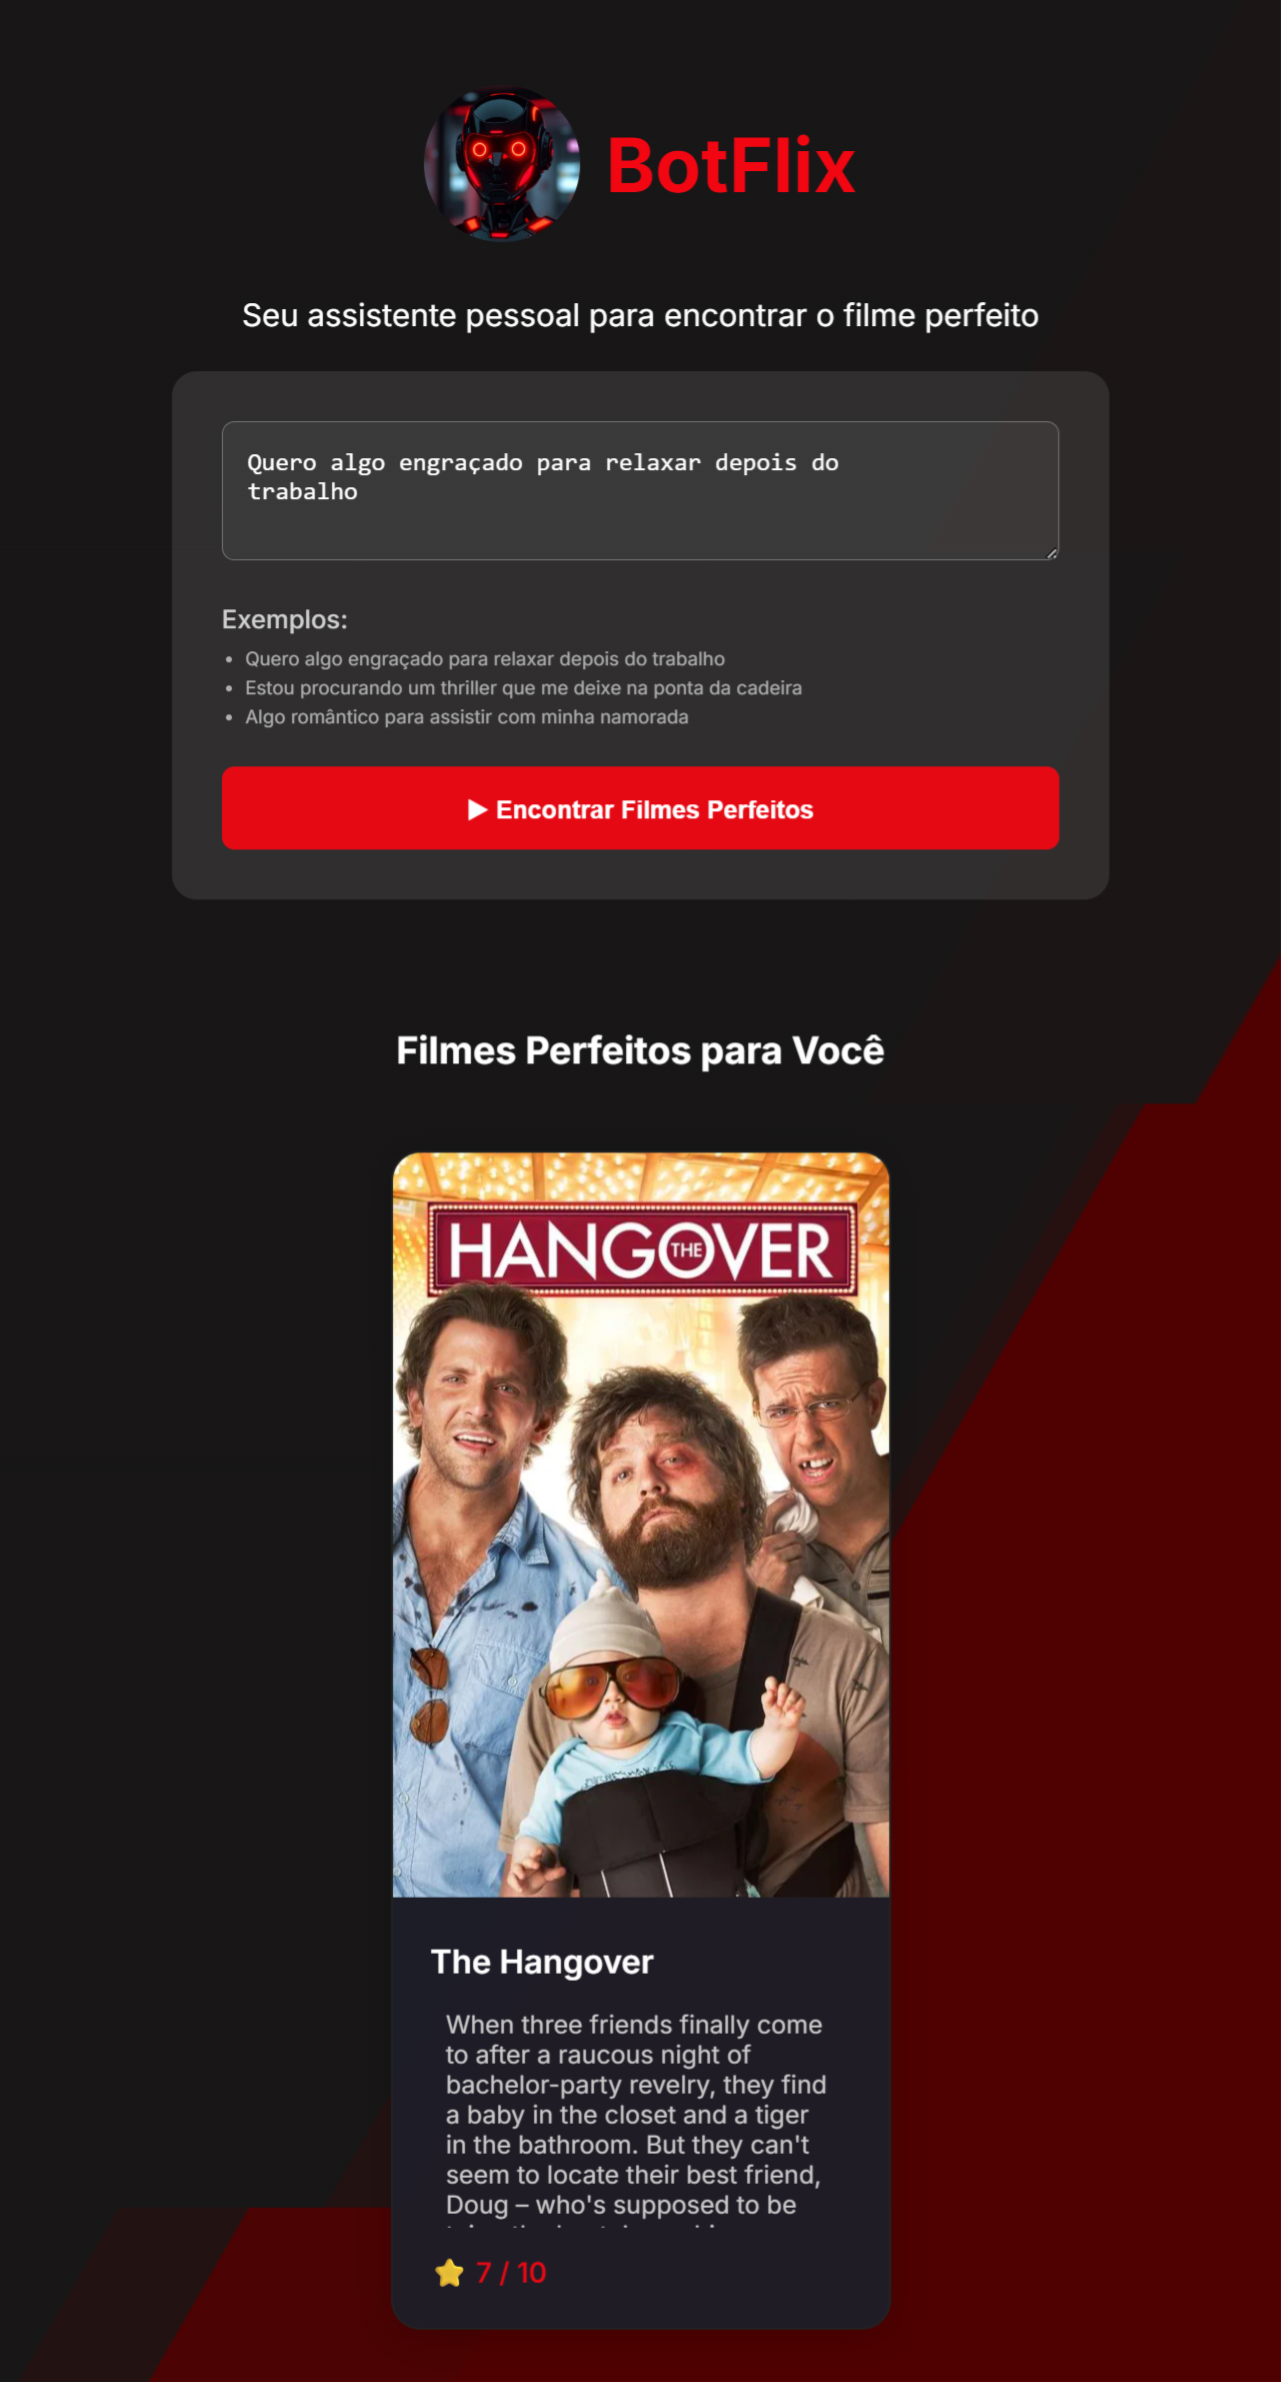 BotFlix
Seu assistente pessoal para encontrar o filme perfeito
Quero algo engraçado para relaxar depois do
trabalho
Exemplos:
• Quero algo engraçado para relaxar depois do trabalho
• Estou procurando um thriller que me deixe na ponta da cadeira
• Algo romântico para assistir com minha namorada
▶ Encontrar Filmes Perfeitos
Filmes Perfeitos para Você
THE HANGOVER
The Hangover
When three friends finally come
to after a raucous night of
bachelor-party revelry, they find
a baby in the closet and a tiger
in the bathroom. But they can't
seem to locate their best friend,
Doug – who's supposed to be
⭐ 7 / 10